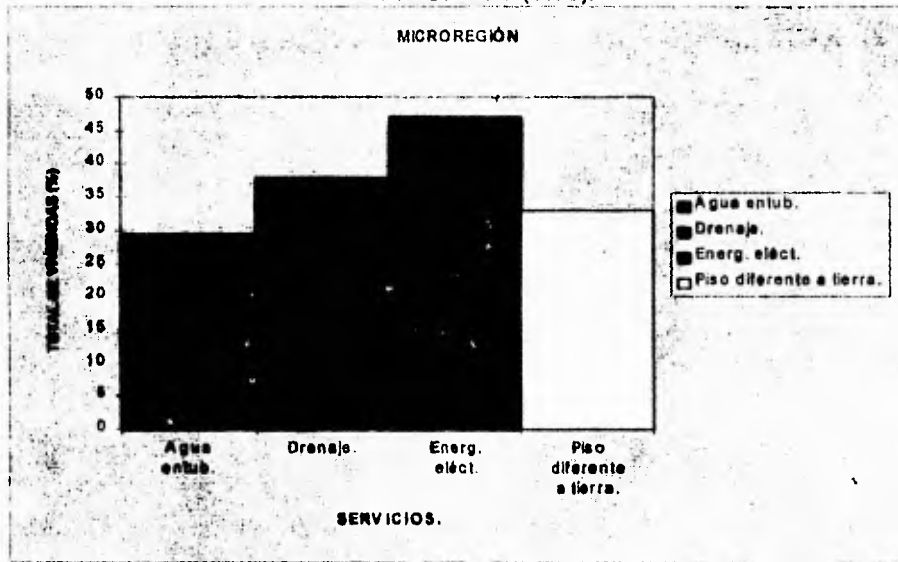 MICROREGIÓN
TOTAL DE VIVIENDAS (%)
50
45
40
35
30
25
20
15
10
5
0
Agua
entub.
Drenaje.
Energ.
eléct.
Piso
diferente
a tierra.
SERVICIOS.
Agua entub.
Drenaje.
Energ. eléct.
Piso diferente a tierra.